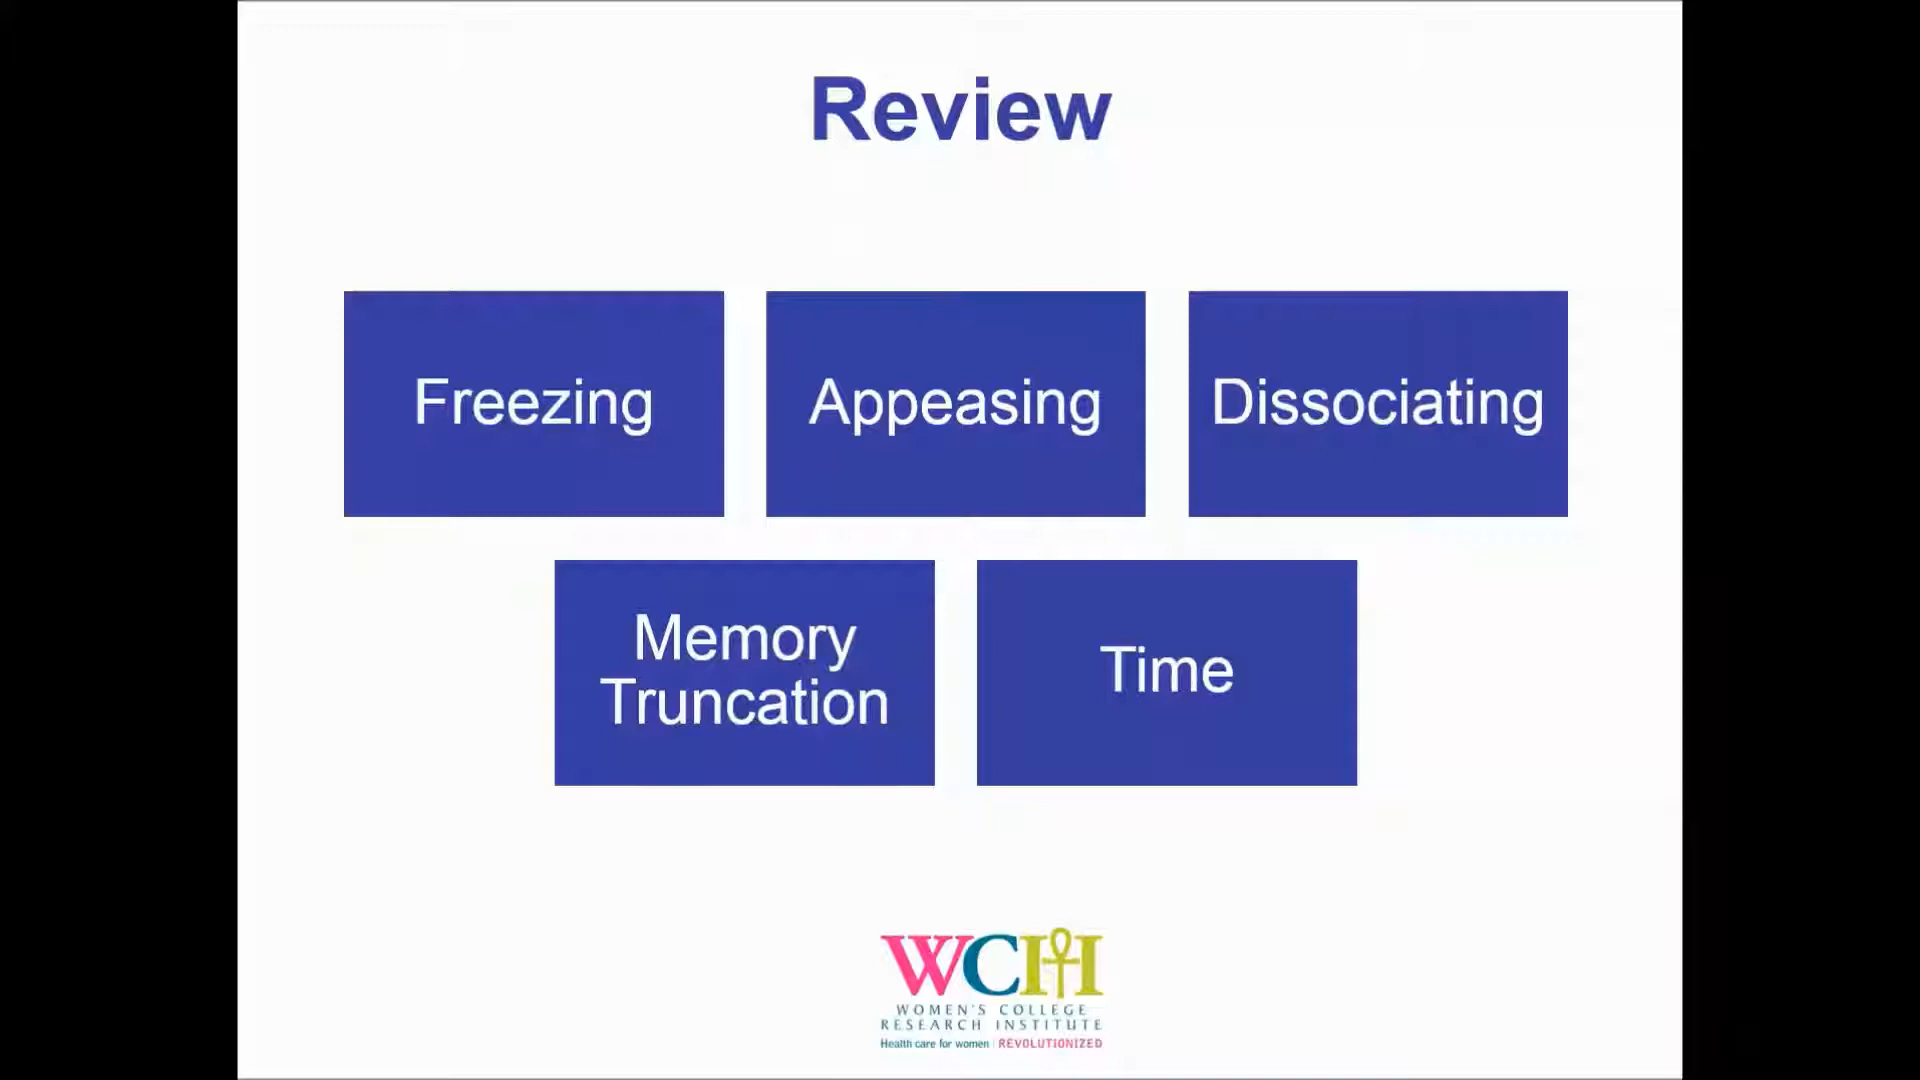 Review
Freezing
Appeasing
Dissociating
Memory
Truncation
Time
WCH
WOMEN'S COLLEGE
RESEARCH INSTITUTE
Health care for women | REVOLUTIONIZED